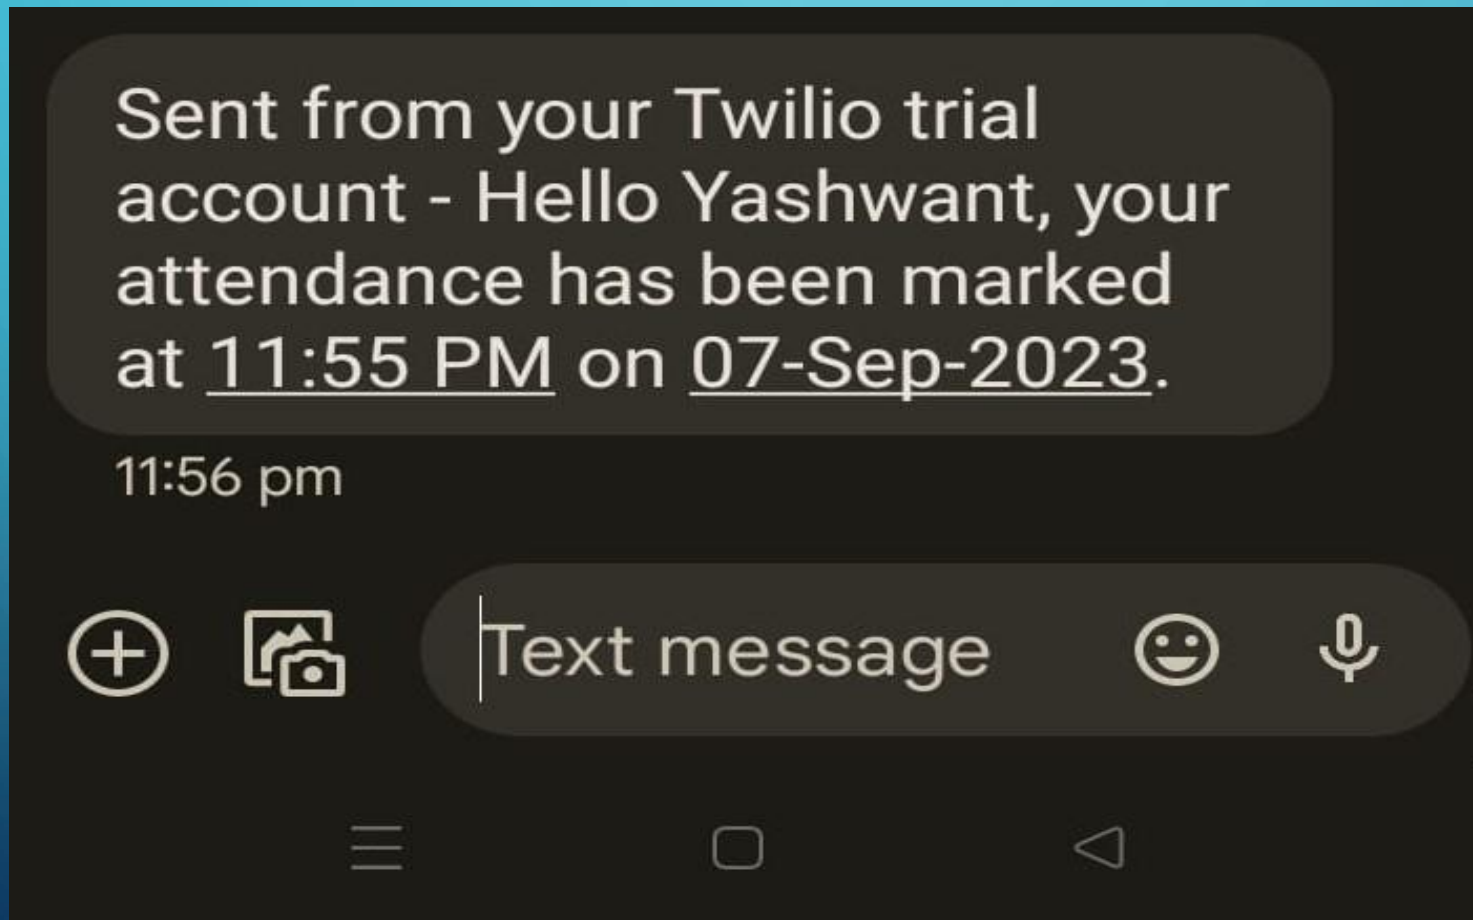 Sent from your Twilio trial
account - Hello Yashwant, your
attendance has been marked
at 11:55 PM on 07-Sep-2023.
11:56 pm
Text message